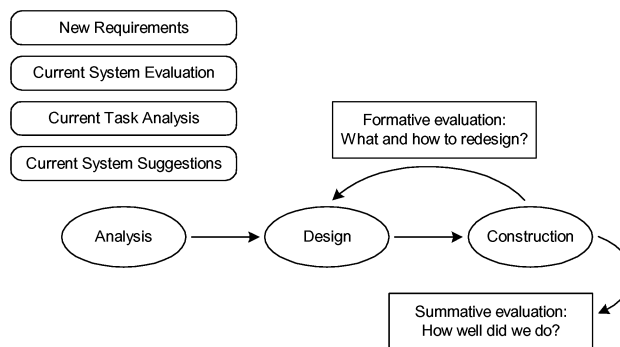 New Requirements
Current System Evaluation
Current Task Analysis
Current System Suggestions
Formative evaluation:
What and how to redesign?
Analysis
Design
Construction
Summative evaluation:
How well did we do?